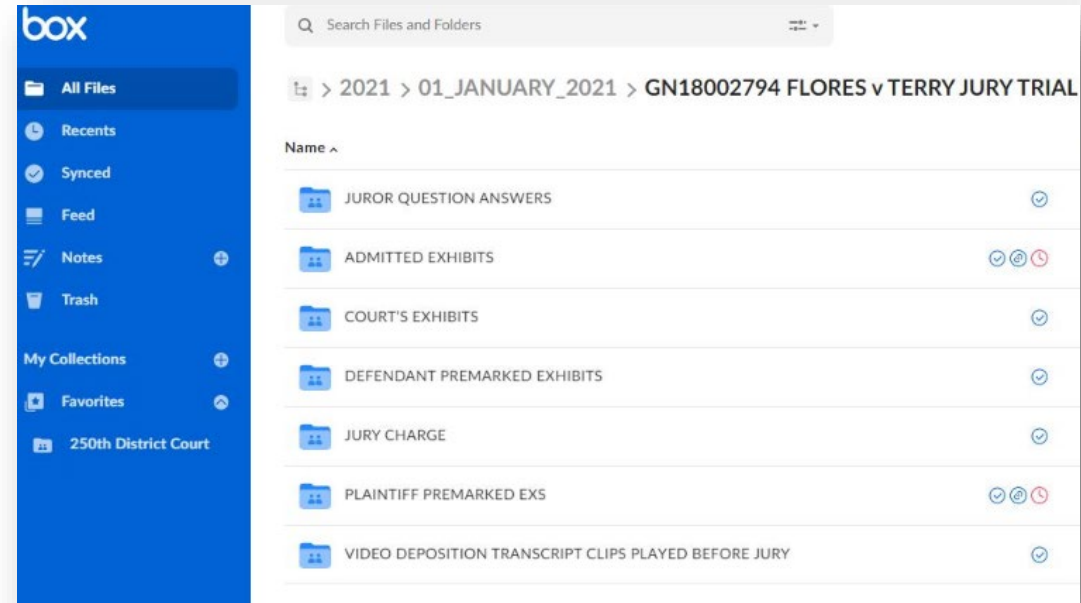 box
Search Files and Folders
All Files
Recents
Synced
Feed
Notes
Trash
My Collections
Favorites
250th District Court
> 2021 > 01_JANUARY_2021 > GN18002794 FLORES v TERRY JURY TRIAL
Name
JUROR QUESTION ANSWERS
ADMITTED EXHIBITS
COURT'S EXHIBITS
DEFENDANT PREMARKED EXHIBITS
JURY CHARGE
PLAINTIFF PREMARKED EXS
VIDEO DEPOSITION TRANSCRIPT CLIPS PLAYED BEFORE JURY